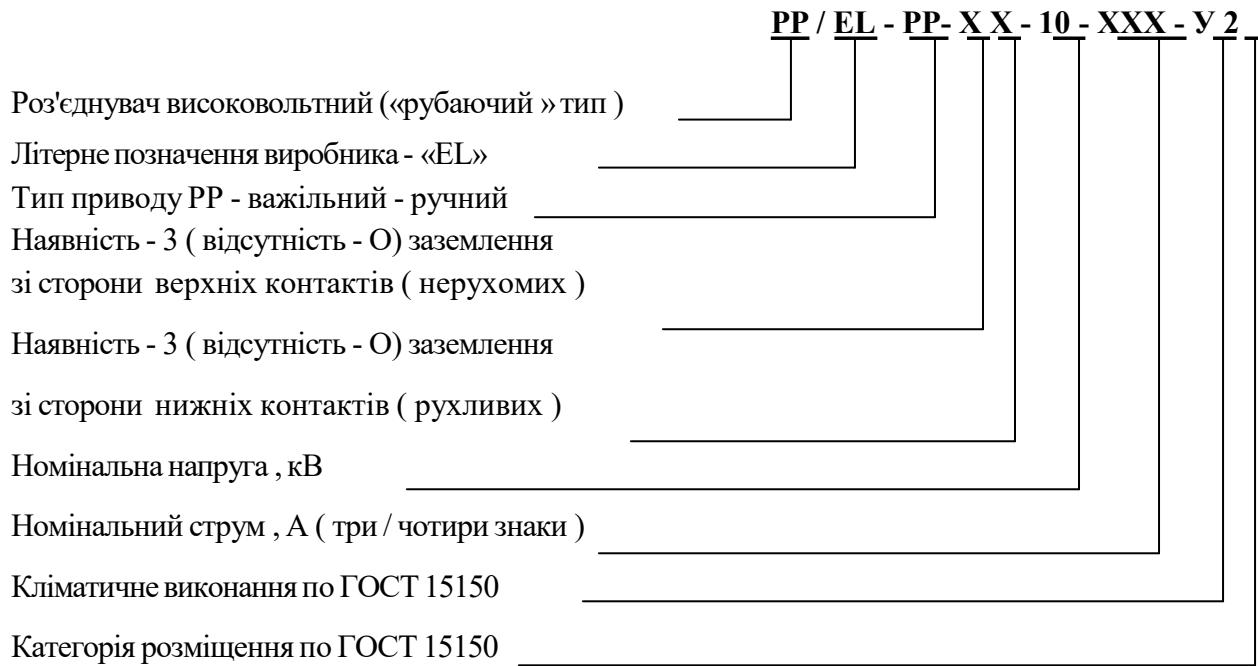 РР / EL - РР- Х Х - 10 - ХХХ - У 2
Роз'єднувач високовольтний («рубаючий » тип )
Літерне позначення виробника - «EL»
Тип приводу РР - важільний - ручний
Наявність - 3 ( відсутність - О) заземлення
зі сторони верхніх контактів ( нерухомих )
Наявність - 3 ( відсутність - О) заземлення
зі сторони нижніх контактів ( рухливих )
Номінальна напруга , кВ
Номінальний струм , А ( три / чотири знаки )
Кліматичне виконання по ГОСТ 15150
Категорія розміщення по ГОСТ 15150